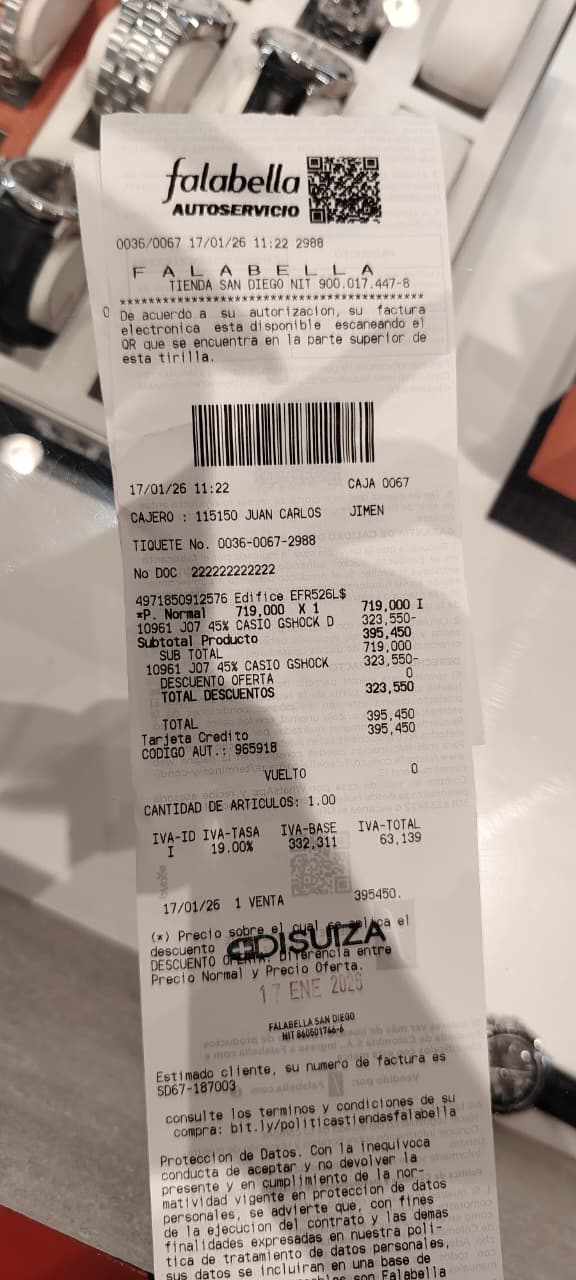 falabella
AUTOSERVICIO
0036/0067 17/01/26 11:22 2988
F A L A B E L L A
TIENDA SAN DIEGO NIT 900.017.447-8
****************************************
De acuerdo a su autorizacion, su factura
electronica esta disponible escaneando el
QR que se encuentra en la parte superior de
esta tirilla.
17/01/26 11:22 CAJA 0067
CAJERO : 115150 JUAN CARLOS JIMEN
TIQUETE No. 0036-0067-2988
No DOC 222222222222
4971850912576 Edifice EFR526L$
*P. Normal 719,000 X 1 719,000 I
10961 J07 45% CASIO GSHOCK D 323,550-
Subtotal Producto 395,450
SUB TOTAL 719,000
10961 J07 45% CASIO GSHOCK 323,550-
DESCUENTO OFERTA 0
TOTAL DESCUENTOS 323,550
TOTAL 395,450
Tarjeta Credito 395,450
CODIGO AUT.: 965918
VUELTO 0
CANTIDAD DE ARTICULOS: 1.00
IVA-ID IVA-TASA IVA-BASE IVA-TOTAL
I 19.00% 332,311 63,139
17/01/26 1 VENTA 395450.
(*) Precio sobre el cual se aplica el
descuento
DISUIZA
DESCUENTO OFERTA: Diferencia entre
Precio Normal y Precio Oferta.
17 ENE 2026
FALABELLA SAN DIEGO
NIT 860501766-6
Estimado cliente, su numero de factura es
SD67-187003
consulte los terminos y condiciones de su
compra: bit.ly/politicastiendasfalabella
Proteccion de Datos. Con la inequivoca
conducta de aceptar y no devolver la
presente y en cumplimiento de la nor-
matividad vigente en proteccion de datos
personales, se advierte que, con fines
de la ejecucion del contrato y las demas
finalidades expresadas en nuestra poli-
tica de tratamiento de datos personales,
sus datos se incluiran en una base de
son Falabella